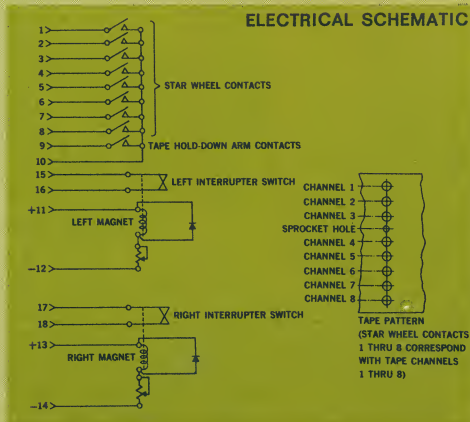 ELECTRICAL SCHEMATIC
1
2
3
4
5
6
7
8
9
10
STAR WHEEL CONTACTS
TAPE HOLD-DOWN ARM CONTACTS
15
16
LEFT INTERRUPTER SWITCH
+11
LEFT MAGNET
-12
17
18
RIGHT INTERRUPTER SWITCH
+13
RIGHT MAGNET
-14
CHANNEL 1
CHANNEL 2
CHANNEL 3
SPROCKET HOLE
CHANNEL 4
CHANNEL 5
CHANNEL 6
CHANNEL 7
CHANNEL 8
TAPE PATTERN
(STAR WHEEL CONTACTS
1 THRU 8 CORRESPOND
WITH TAPE CHANNELS
1 THRU 8)